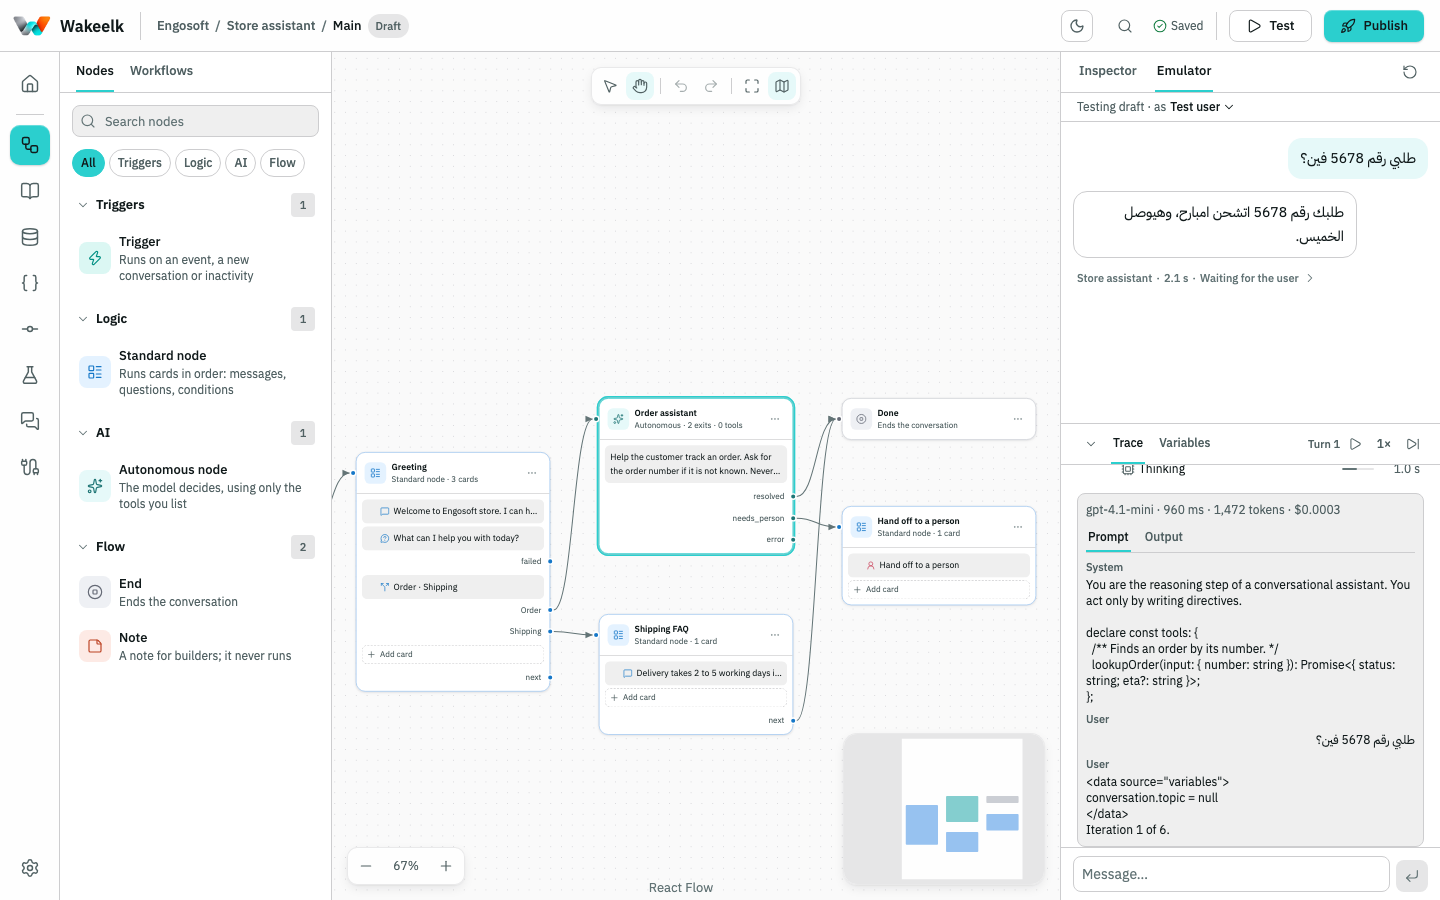 Wakeelk
Engosoft / Store assistant / Main Draft
Saved
Test
Publish
Nodes Workflows
Search nodes
All Triggers Logic AI Flow
Triggers 1
Trigger
Runs on an event, a new
conversation or inactivity
Logic 1
Standard node
Runs cards in order: messages,
questions, conditions
AI 1
Autonomous node
The model decides, using only the
tools you list
Flow 2
End
Ends the conversation
Note
A note for builders; it never runs
Greeting
Standard node · 3 cards
Welcome to Engosoft store. I can h...
What can I help you with today?
failed
Order · Shipping
Order
Shipping
Add card
next
Order assistant
Autonomous · 2 exits · 0 tools
Help the customer track an order. Ask for
the order number if it is not known. Never...
resolved
needs_person
error
Shipping FAQ
Standard node · 1 card
Delivery takes 2 to 5 working days i...
Add card
next
Done
Ends the conversation
Hand off to a person
Standard node · 1 card
Hand off to a person
Add card
67%
React Flow
Inspector Emulator
Testing draft · as Test user
طلبي رقم 5678 فين؟
طلبك رقم 5678 اتشحن امبارح، وهيوصل
الخميس.
Store assistant · 2.1 s · Waiting for the user
Trace Variables Turn 1 1×
Thinking 1.0 s
gpt-4.1-mini · 960 ms · 1,472 tokens · $0.0003
Prompt Output
System
You are the reasoning step of a conversational assistant. You
act only by writing directives.
declare const tools: {
/** Finds an order by its number. */
lookupOrder(input: { number: string }): Promise<{ status:
string; eta?: string }>;
};
User
طلبي رقم 5678 فين؟
User
<data source="variables">
conversation.topic = null
</data>
Iteration 1 of 6.
Message...